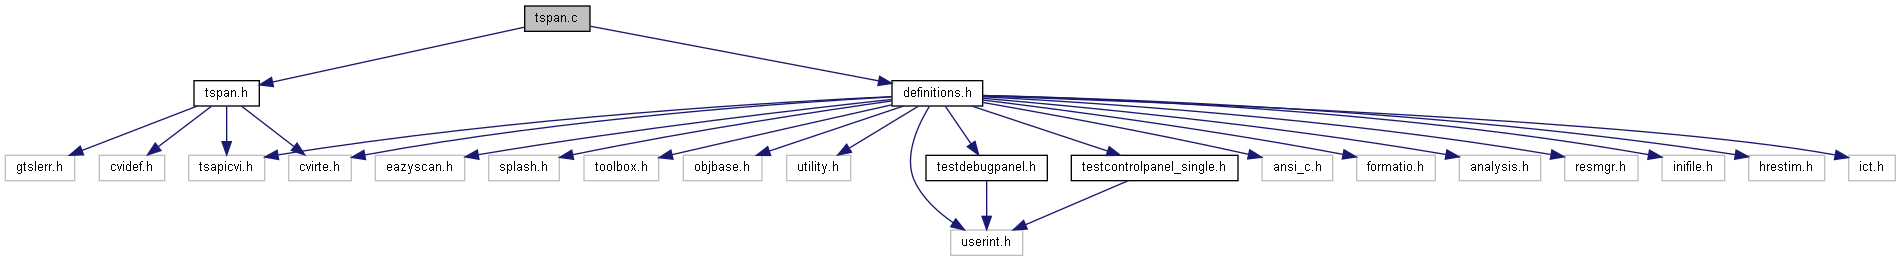 tspan.c
tspan.h
definitions.h
gtslerr.h
cvidef.h
tsapicvi.h
cvirte.h
eazyscan.h
splash.h
toolbox.h
objbase.h
utility.h
testdebugpanel.h
testcontrolpanel_single.h
ansi_c.h
formatio.h
analysis.h
resmgr.h
inifile.h
hrestim.h
ict.h
userint.h